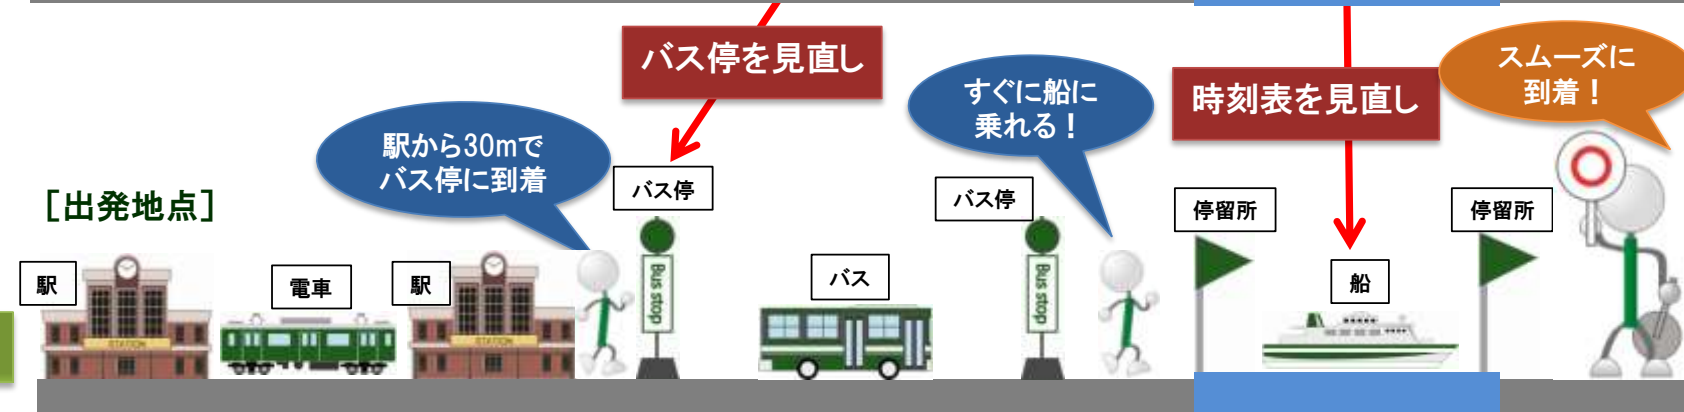 バス停を見直し
時刻表を見直し
スムーズに
到着！
すぐに船に
乗れる！
駅から30mで
バス停に到着
［出発地点］
バス停
バス停
停留所
停留所
駅
電車
駅
バス
船
Bus stop
Bus stop
STATION
STATION